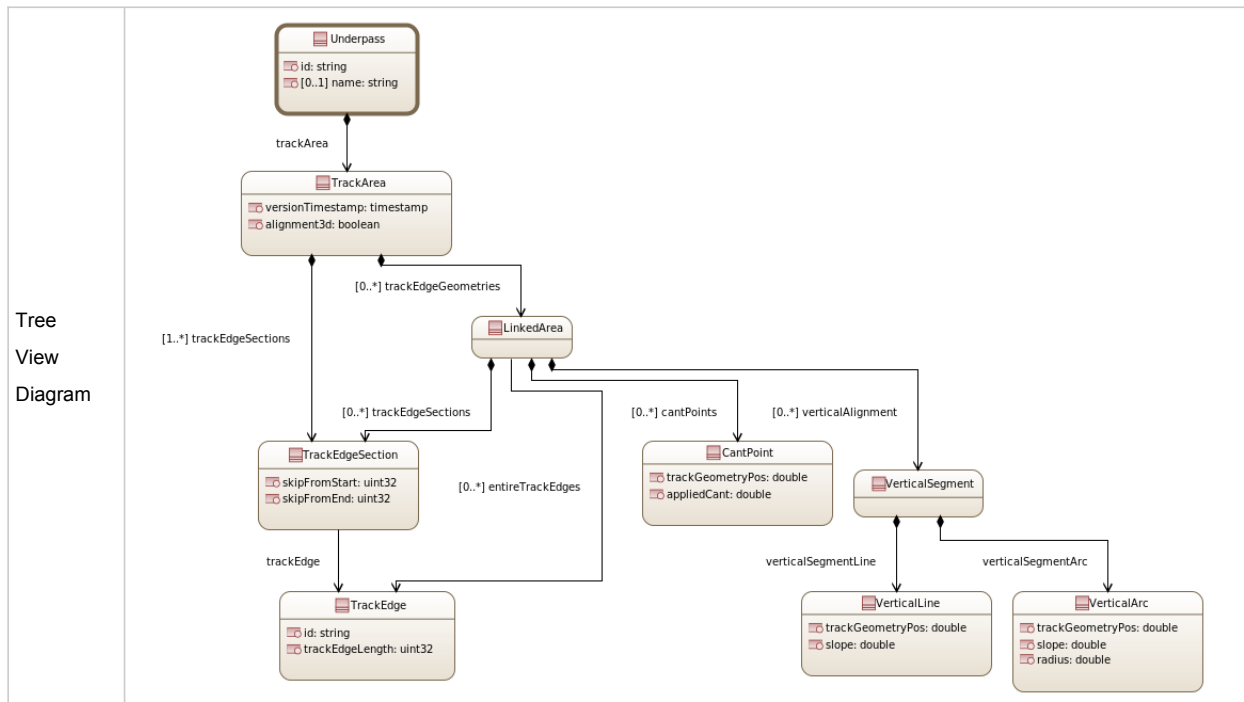 Tree
View
Diagram
Underpass
id: string
[0..1] name: string
trackArea
TrackArea
versionTimestamp: timestamp
alignment3d: boolean
[0..*] trackEdgeGeometries
LinkedArea
[1..*] trackEdgeSections
[0..*] trackEdgeSections
[0..*] cantPoints
[0..*] verticalAlignment
TrackEdgeSection
skipFromStart: uint32
skipFromEnd: uint32
[0..*] entireTrackEdges
CantPoint
trackGeometryPos: double
appliedCant: double
VerticalSegment
trackEdge
verticalSegmentLine
verticalSegmentArc
TrackEdge
id: string
trackEdgeLength: uint32
VerticalLine
trackGeometryPos: double
slope: double
VerticalArc
trackGeometryPos: double
slope: double
radius: double